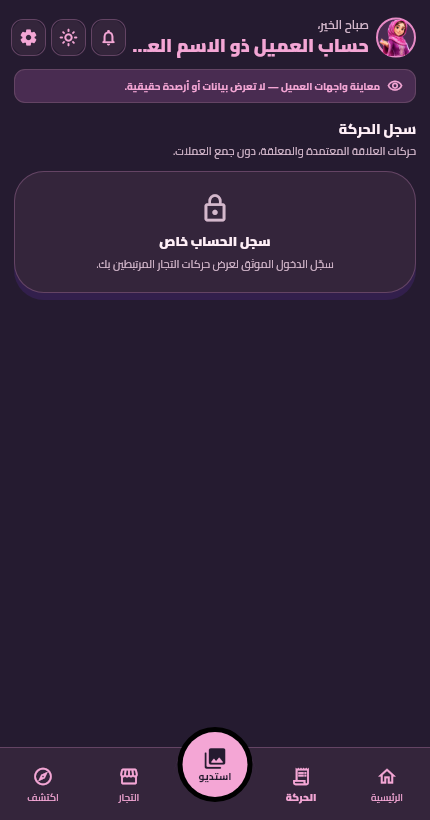 صباح الخير،
حساب العميل ذو الاسم العـ...
معاينة واجهات العميل — لا تعرض بيانات أو أرصدة حقيقية.
سجل الحركة
حركات العلاقة المعتمدة والمعلقة، دون جمع العملات.
سجل الحساب خاص
سجّل الدخول الموثق لعرض حركات التجار المرتبطين بك.
الرئيسية
الحركة
استديو
التجار
اكتشف